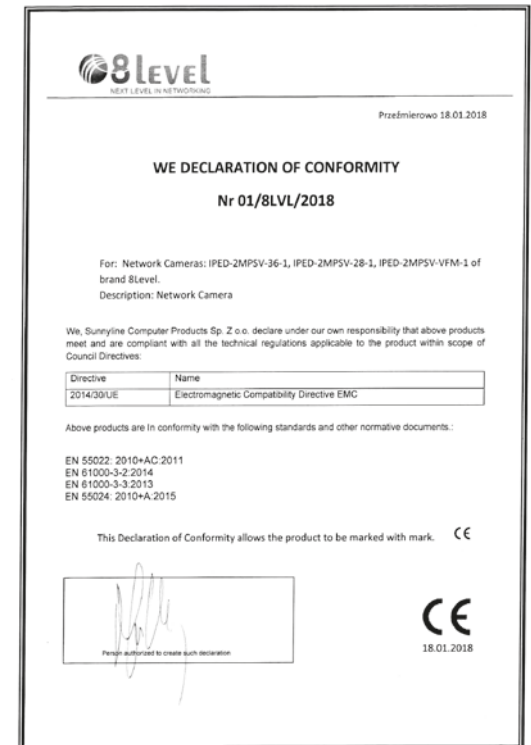 8level
NEXT LEVEL IN NETWORKING
Przeźmierowo 18.01.2018
WE DECLARATION OF CONFORMITY
Nr 01/8LVL/2018
For: Network Cameras: IPED-2MPSV-36-1, IPED-2MPSV-28-1, IPED-2MPSV-VFM-1 of
brand 8Level.
Description: Network Camera
We, Sunnyline Computer Products Sp. Z o.o. declare under our own responsibility that above products
meet and are compliant with all the technical regulations applicable to the product within scope of
Council Directives:
Directive Name
2014/30/UE Electromagnetic Compatibility Directive EMC
Above products are In conformity with the following standards and other normative documents.:
EN 55022: 2010+AC:2011
EN 61000-3-2:2014
EN 61000-3-3:2013
EN 55024: 2010+A:2015
This Declaration of Conformity allows the product to be marked with mark. CE
Person authorized to create such declaration
CE
18.01.2018